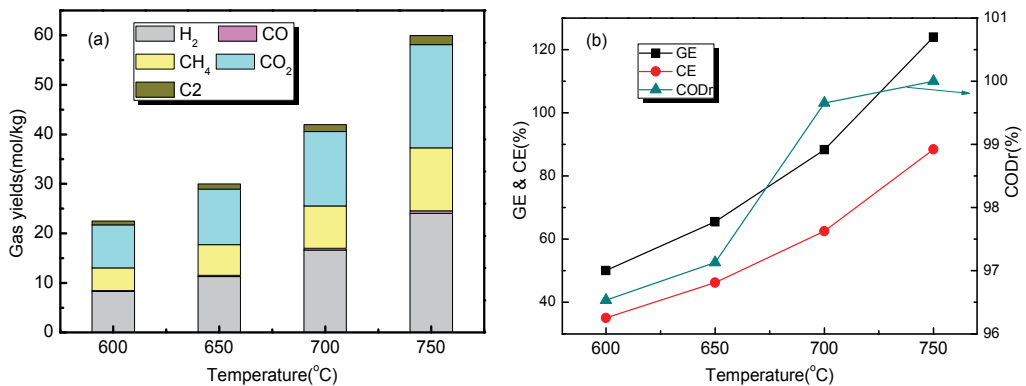 (a)
H2 CO
CH4 CO2
C2
60
50
40
30
20
10
0
Gas yields(mol/kg)
600 650 700 750
Temperature(°C)
(b)
GE
CE
CODr
120
100
80
60
40
GE & CE(%)
101
100
99
98
97
96
CODr(%)
600 650 700 750
Temperature(°C)